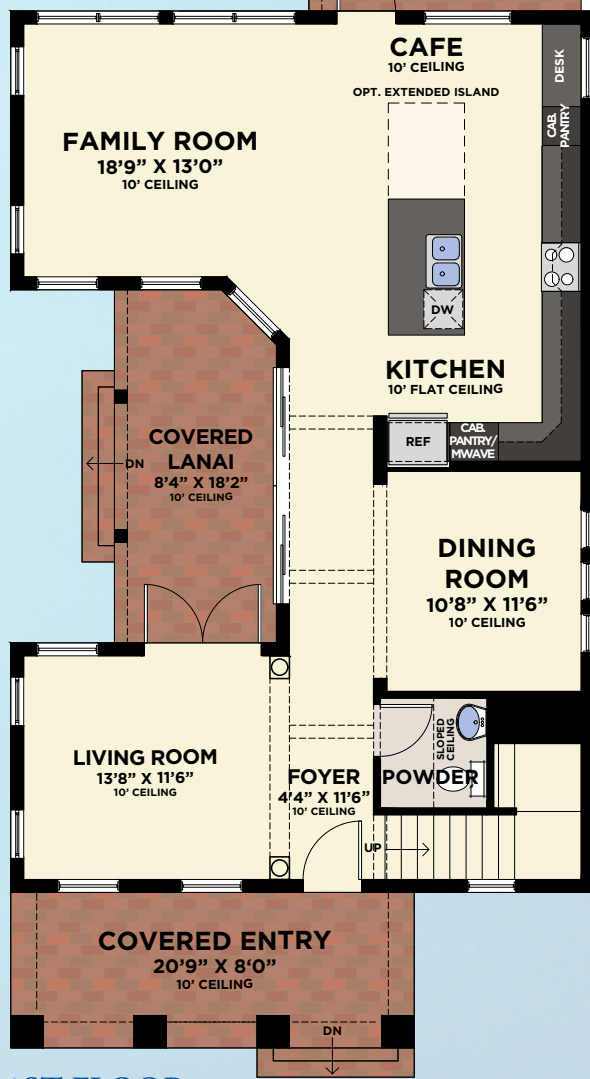 CAFE
10' CEILING
DESK
OPT. EXTENDED ISLAND
CAB.
PANTRY
FAMILY ROOM
18'9" X 13'0"
10' CEILING
DW
KITCHEN
10' FLAT CEILING
REF
CAB.
PANTRY/
MWAVE
COVERED
LANAI
8'4" X 18'2"
10' CEILING
DN
DINING
ROOM
10'8" X 11'6"
10' CEILING
SLOPED
CEILING
POWDER
LIVING ROOM
13'8" X 11'6"
10' CEILING
FOYER
4'4" X 11'6"
10' CEILING
UP
COVERED ENTRY
20'9" X 8‘0”
10' CEILING
DN
1ST FLOOR